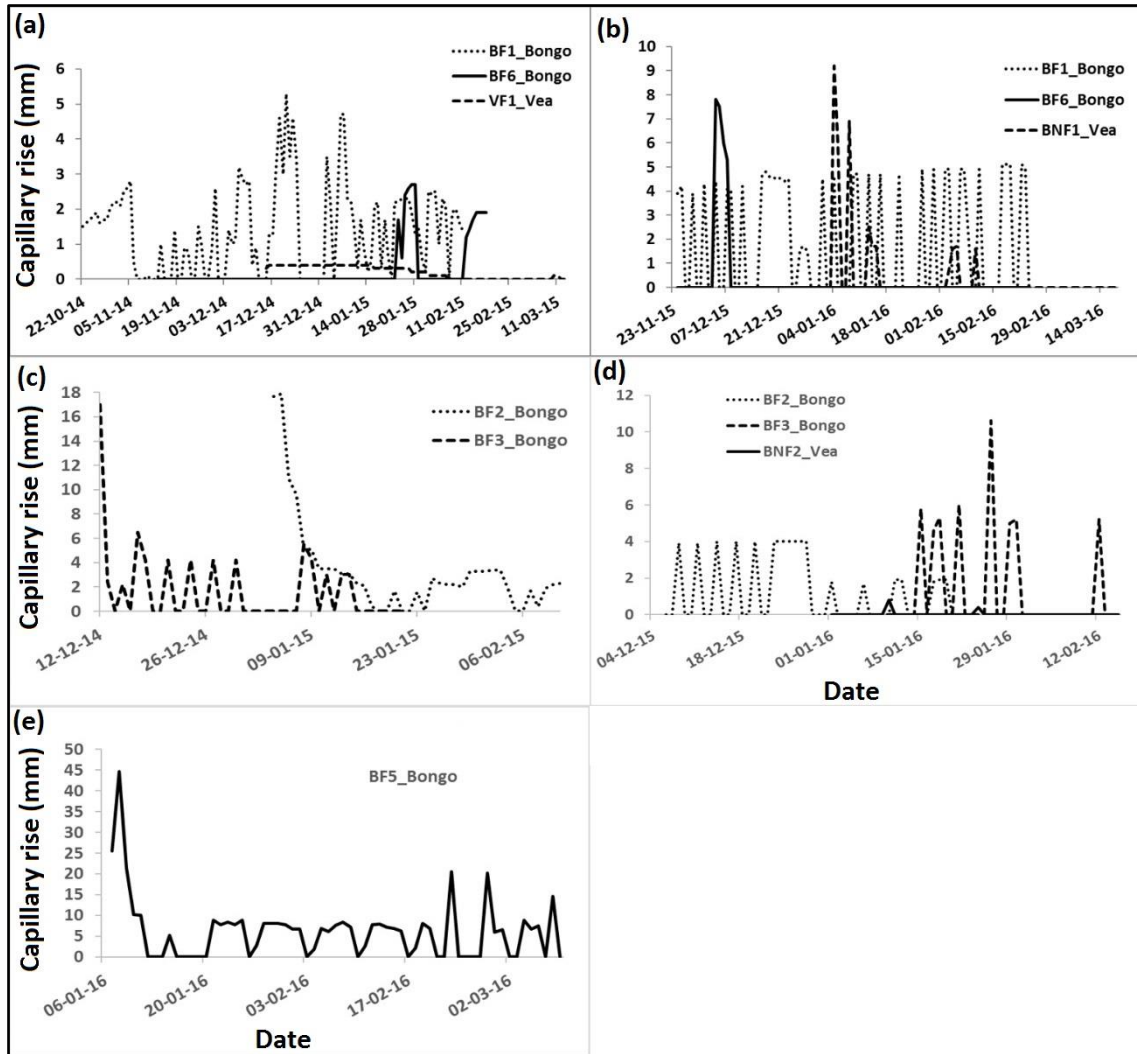 (a)
BF1_Bongo
BF6_Bongo
VF1_Vea
Capillary rise (mm)
6
5
4
3
2
1
0
22-10-14 05-11-14 19-11-14 03-12-14 17-12-14 31-12-14 14-01-15 28-01-15 11-02-15 25-02-15 11-03-15
(b)
BF1_Bongo
BF6_Bongo
BNF1_Vea
10
9
8
7
6
5
4
3
2
1
0
23-11-15 07-12-15 21-12-15 04-01-16 18-01-16 01-02-16 15-02-16 29-02-16 14-03-16
(c)
BF2_Bongo
BF3_Bongo
Capillary rise (mm)
18
16
14
12
10
8
6
4
2
0
12-12-14 26-12-14 09-01-15 23-01-15 06-02-15
(d)
BF2_Bongo
BF3_Bongo
BNF2_Vea
12
10
8
6
4
2
0
04-12-15 18-12-15 01-01-16 15-01-16 29-01-16 12-02-16
Date
(e)
BF5_Bongo
Capillary rise (mm)
50
45
40
35
30
25
20
15
10
5
0
06-01-16 20-01-16 03-02-16 17-02-16 02-03-16
Date